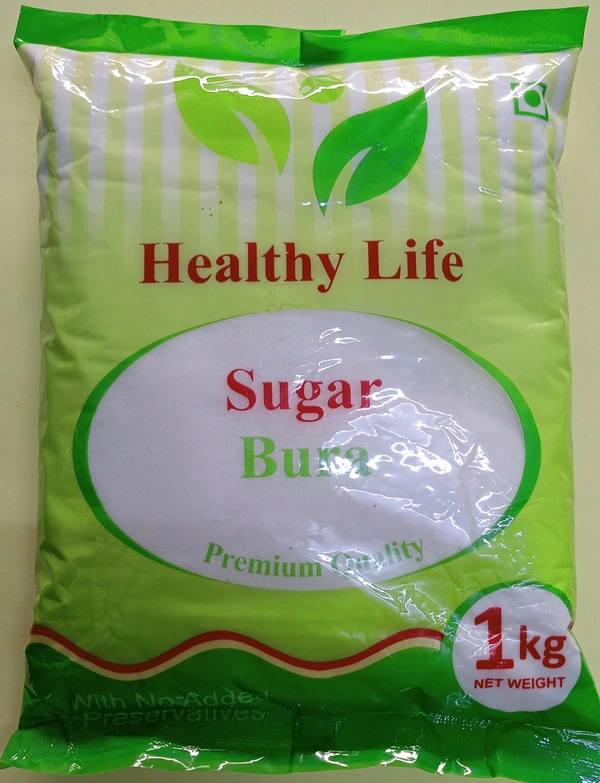 Healthy Life
Sugar
Bura
Premium Quality
1kg
NET WEIGHT
With No Added
Preservatives